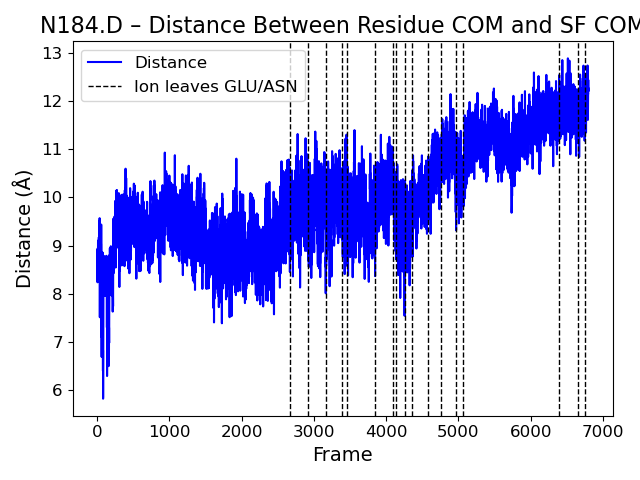 N184.D – Distance Between Residue COM and SF COM
Distance
Ion leaves GLU/ASN
Distance (Å)
13
12
11
10
9
8
7
6
0 1000 2000 3000 4000 5000 6000 7000
Frame